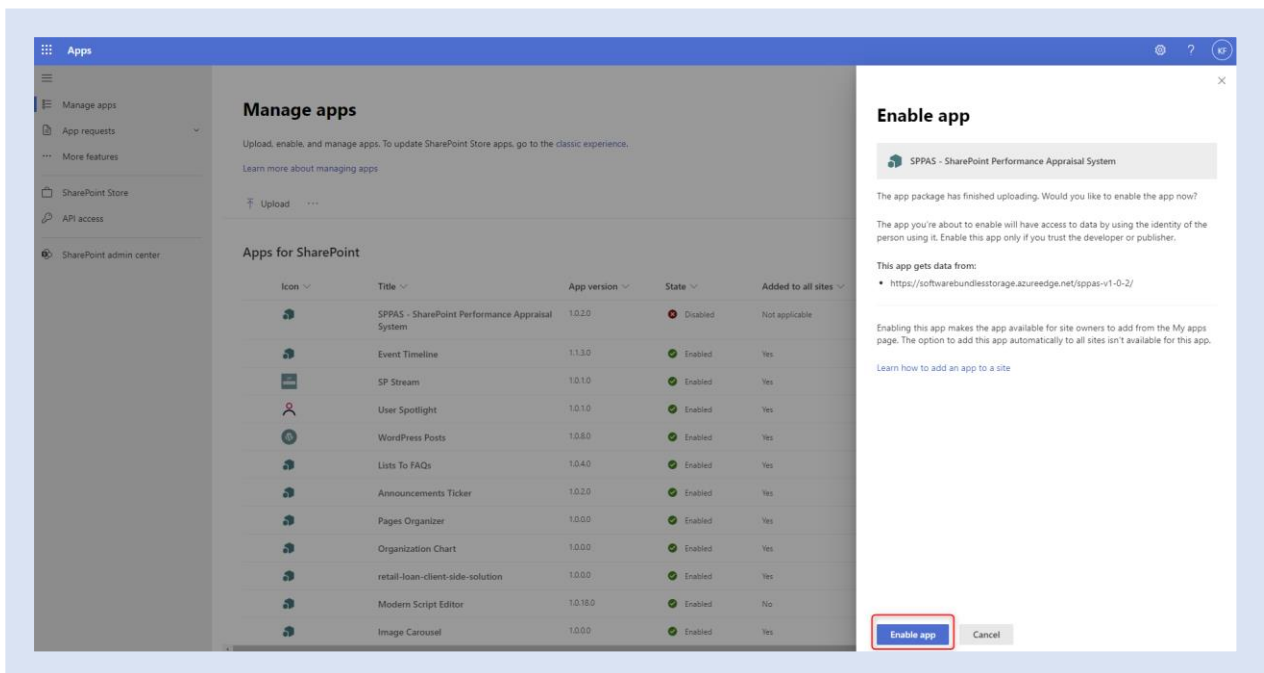 Apps
?
KF
Manage apps
App requests
More features
SharePoint Store
API access
SharePoint admin center
Manage apps
Upload, enable, and manage apps. To update SharePoint Store apps, go to the classic experience.
Learn more about managing apps
Upload ···
Apps for SharePoint
Icon Title App version State Added to all sites
SPPAS - SharePoint Performance Appraisal 1.0.2.0 Disabled Not applicable
System
Event Timeline 1.1.3.0 Enabled Yes
SP Stream 1.0.1.0 Enabled Yes
User Spotlight 1.0.1.0 Enabled Yes
WordPress Posts 1.0.8.0 Enabled Yes
Lists To FAQs 1.0.4.0 Enabled Yes
Announcements Ticker 1.0.2.0 Enabled Yes
Pages Organizer 1.0.0.0 Enabled Yes
Organization Chart 1.0.0.0 Enabled Yes
retail-loan-client-side-solution 1.0.0.0 Enabled Yes
Modern Script Editor 1.0.18.0 Enabled No
Image Carousel 1.0.0.0 Enabled Yes
Enable app
SPPAS - SharePoint Performance Appraisal System
The app package has finished uploading. Would you like to enable the app now?
The app you're about to enable will have access to data by using the identity of the
person using it. Enable this app only if you trust the developer or publisher.
This app gets data from:
• https://softwarebundlesstorage.azureedge.net/sppas-v1-0-2/
Enabling this app makes the app available for site owners to add from the My apps
page. The option to add this app automatically to all sites isn't available for this app.
Learn how to add an app to a site
Enable app Cancel